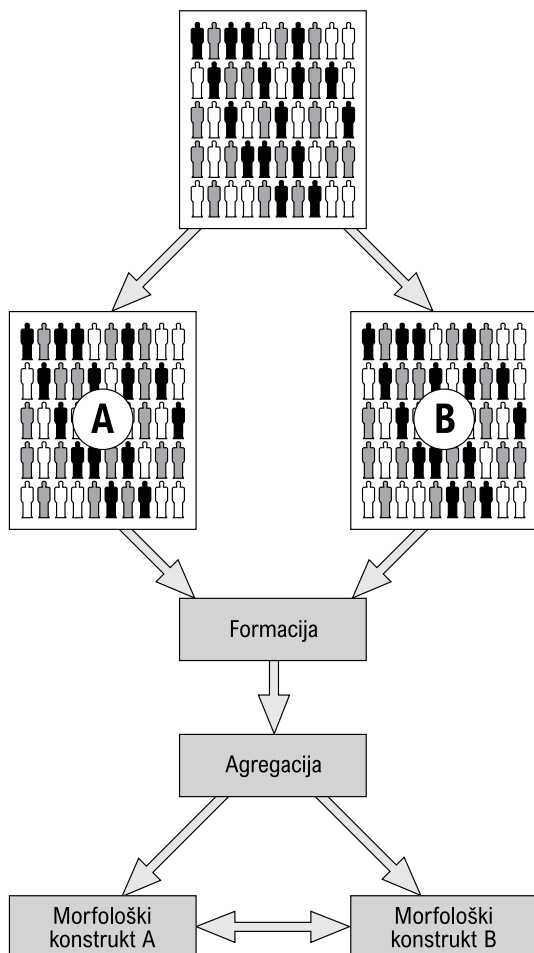 A
B
Formacija
Agregacija
Morfološki
konstrukt A
Morfološki
konstrukt B